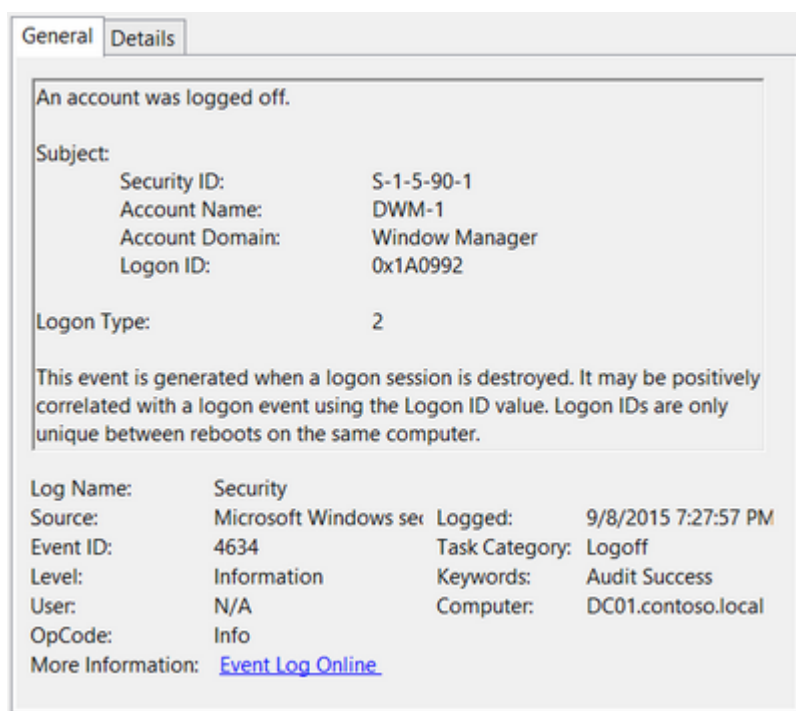 General Details
An account was logged off.
Subject:
Security ID: S-1-5-90-1
Account Name: DWM-1
Account Domain: Window Manager
Logon ID: 0x1A0992
Logon Type: 2
This event is generated when a logon session is destroyed. It may be positively
correlated with a logon event using the Logon ID value. Logon IDs are only
unique between reboots on the same computer.
Log Name: Security
Source: Microsoft Windows sec Logged: 9/8/2015 7:27:57 PM
Event ID: 4634 Task Category: Logoff
Level: Information Keywords: Audit Success
User: N/A Computer: DC01.contoso.local
OpCode: Info
More Information: Event Log Online